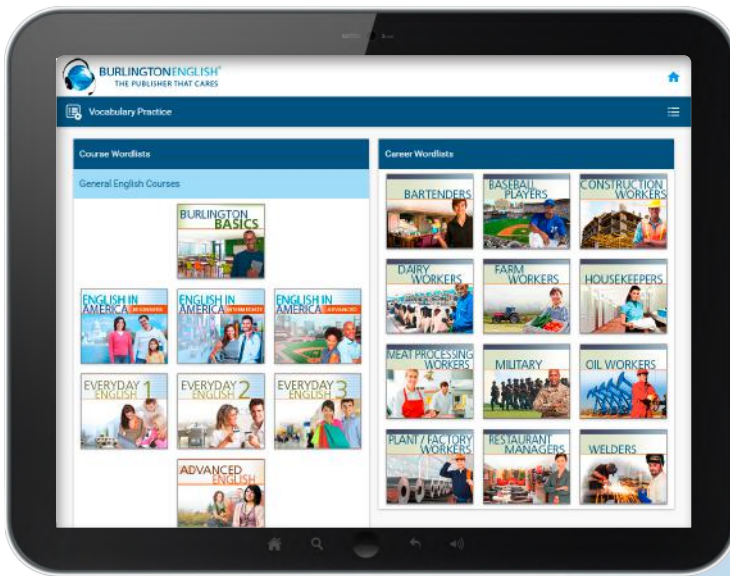 BURLINGTONENGLISH®
THE PUBLISHER THAT CARES
Vocabulary Practice
Course Wordlists
General English Courses
BURLINGTON
BASICS
ENGLISH IN
AMERICA BEGINNER
ENGLISH IN
AMERICA INTERMEDIATE
ENGLISH IN
AMERICA ADVANCED
EVERYDAY 1
ENGLISH
EVERYDAY 2
ENGLISH
EVERYDAY 3
ENGLISH
ADVANCED
ENGLISH
Career Wordlists
BARTENDERS
BASEBALL
PLAYERS
CONSTRUCTION
WORKERS
DAIRY
WORKERS
FARM
WORKERS
HOUSEKEEPERS
MEAT PROCESSING
WORKERS
MILITARY
OIL WORKERS
PLANT / FACTORY
WORKERS
RESTAURANT
MANAGERS
WELDERS